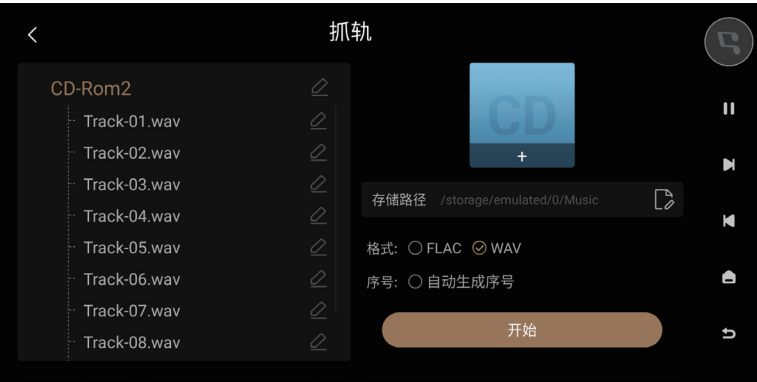 抓轨
CD-Rom2
Track-01.wav
Track-02.wav
Track-03.wav
Track-04.wav
Track-05.wav
Track-06.wav
Track-07.wav
Track-08.wav
CD
+
存储路径 /storage/emulated/0/Music
格式: FLAC WAV
序号: 自动生成序号
开始